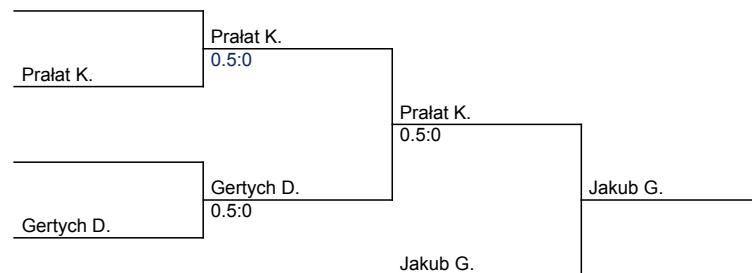 Prałat K.
Prałat K.
0.5:0
Prałat K.
0.5:0
Gertych D.
Gertych D.
0.5:0
Jakub G.
Jakub G.